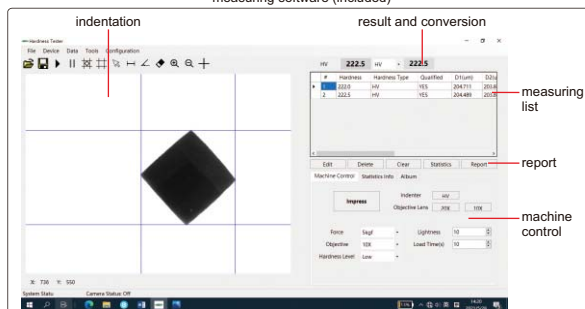 measuring software (included)
indentation
result and conversion
Hardness Tester
File Device Data Tools Configuration
HV 222.5 HV 222.5
# Hardness Hardness Type Qualified D1(um)
1 222.0 HV YES 204.711
2 222.5 HV YES 204.489
measuring
list
Edit Delete Clear Statistics Report
report
Machine Control Statistics Info Album
Impress
Indenter HV
Objective Lens 10X
machine
control
Force 5kgf Lightness 10
Objective 10X Load Time(s) 10
Hardness Level Low
X: 736 Y: 550
System Statu Camera Status: Off
14:20